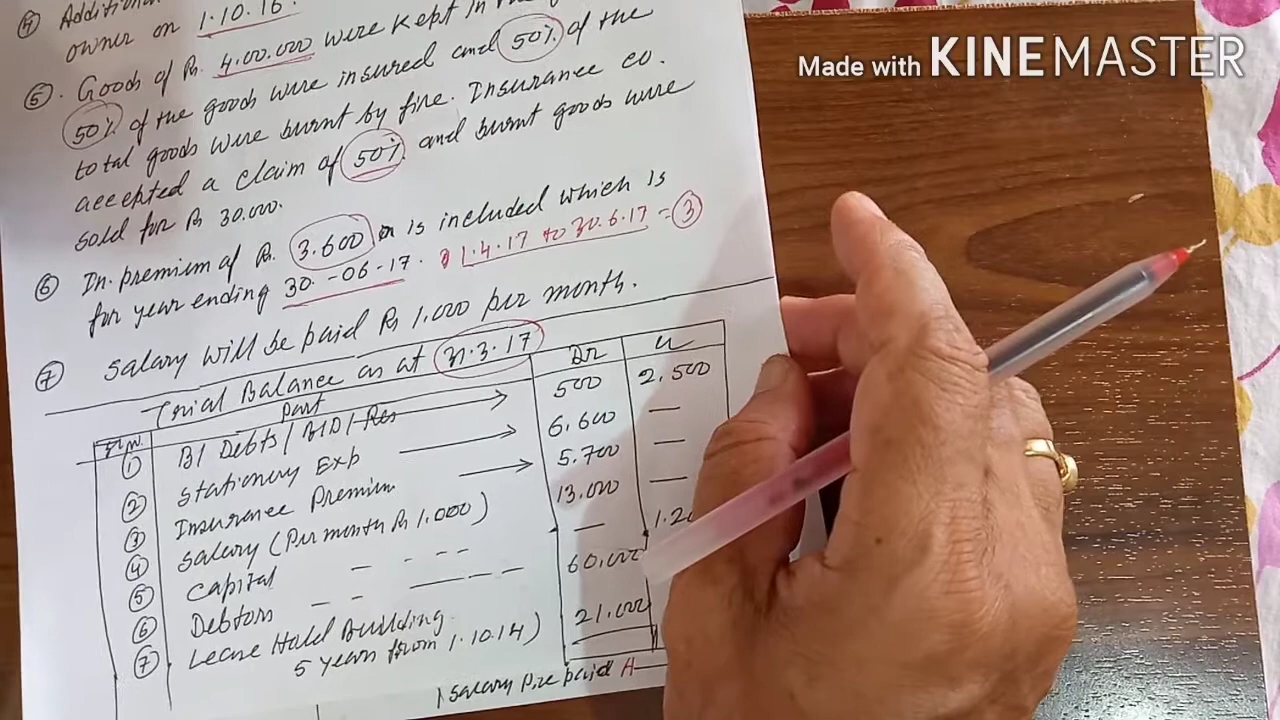 ④ Additiona
owner on 1.10.16.
⑤. Goods of Rs. 4.00.000 were kept in the
50% of the goods were insured and 50% of the
total goods were burnt by fire. Insurance co.
accepted a claim of 50% and burnt goods were
sold for Rs 30.000.
⑥ In. premium of Rs. 3.600 is included which is
for year ending 30.-06-17. 1.4.17 to 30.6.17 = ③
⑦ Salary will be paid Rs 1.000 per month.
Trial Balance as at 31.3.17
Part Dr Cr
① B/Debts/B/D/Res 500 2.500
② Stationery Exp 6.600 —
③ Insurance Premium 5.700 —
④ Salary (Per month Rs 1.000) 13.000 —
⑤ Capital — - -- — 1.20
⑥ Debtors — - — -- 60.000
⑦ Lease Hold Building 21.000
5 years from 1.10.14)
1 Salary Pre paid A—
Made with KINEMASTER